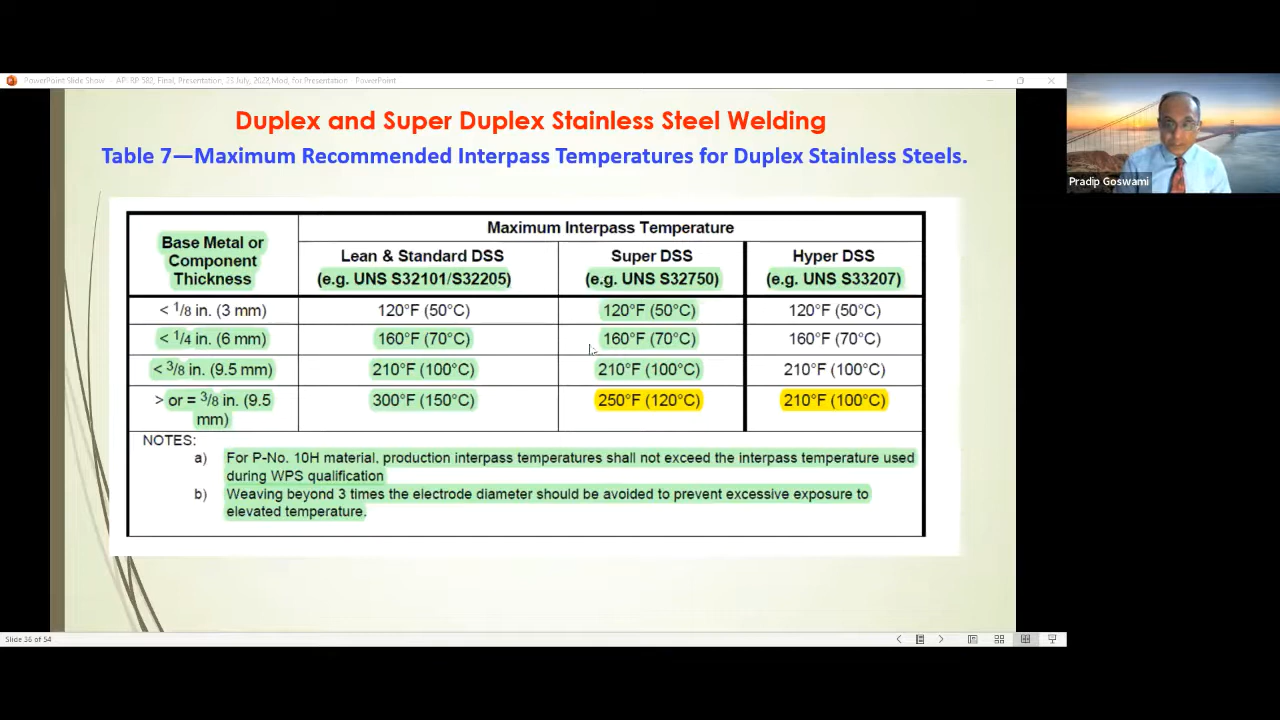 PowerPoint Slide Show - API RP 582, Final, Presentation, 23 July, 2022,Mod, for Presentation - PowerPoint
Duplex and Super Duplex Stainless Steel Welding
Table 7—Maximum Recommended Interpass Temperatures for Duplex Stainless Steels.
Base Metal or
Component
Thickness
Maximum Interpass Temperature
Lean & Standard DSS
(e.g. UNS S32101/S32205)
Super DSS
(e.g. UNS S32750)
Hyper DSS
(e.g. UNS S33207)
< 1/8 in. (3 mm) 120°F (50°C) 120°F (50°C) 120°F (50°C)
< 1/4 in. (6 mm) 160°F (70°C) 160°F (70°C) 160°F (70°C)
< 3/8 in. (9.5 mm) 210°F (100°C) 210°F (100°C) 210°F (100°C)
> or = 3/8 in. (9.5 300°F (150°C) 250°F (120°C) 210°F (100°C)
mm)
NOTES:
a) For P-No. 10H material, production interpass temperatures shall not exceed the interpass temperature used
during WPS qualification
b) Weaving beyond 3 times the electrode diameter should be avoided to prevent excessive exposure to
elevated temperature.
Pradip Goswami
Slide 36 of 54